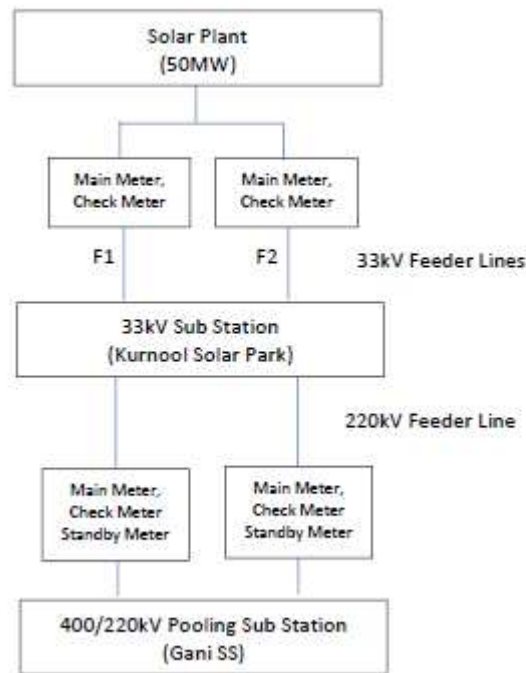 Solar Plant
(50MW)
Main Meter,
Check Meter
Main Meter,
Check Meter
F1
F2
33kV Feeder Lines
33kV Sub Station
(Kurnool Solar Park)
220kV Feeder Line
Main Meter,
Check Meter
Standby Meter
Main Meter,
Check Meter
Standby Meter
400/220kV Pooling Sub Station
(Gani SS)